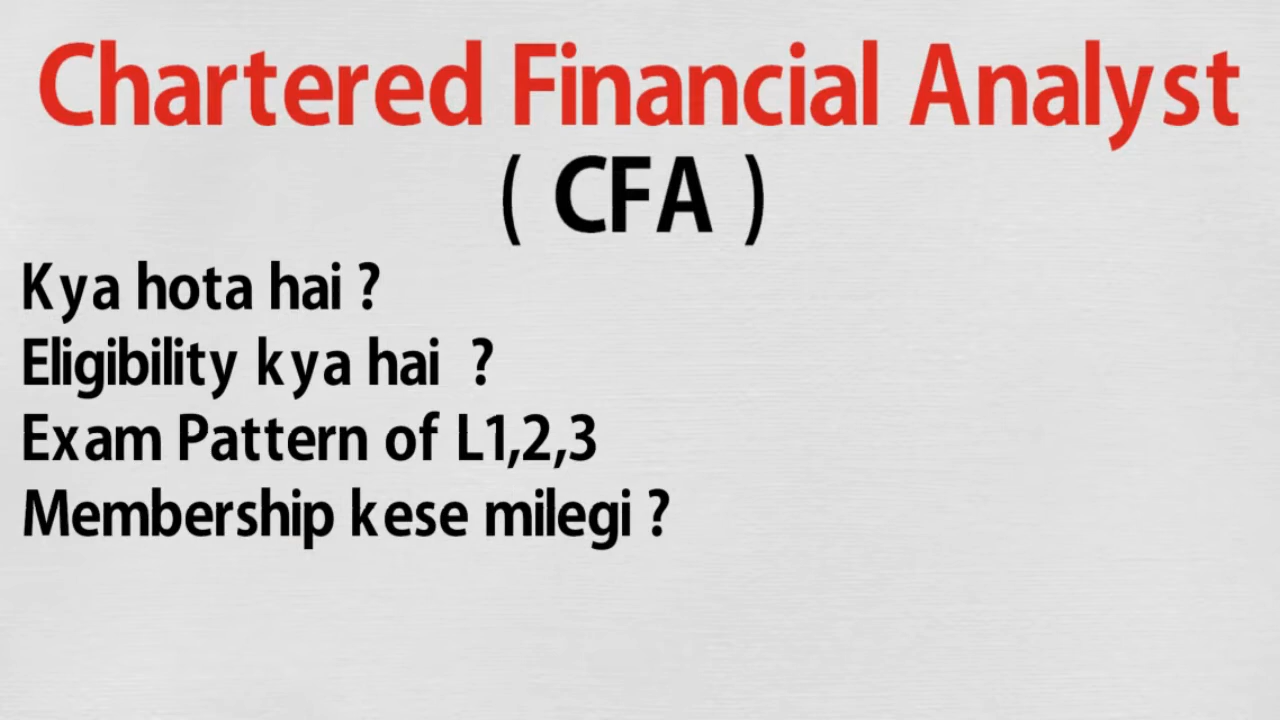 Chartered Financial Analyst
( CFA )
Kya hota hai ?
Eligibility kya hai ?
Exam Pattern of L1,2,3
Membership kese milegi ?